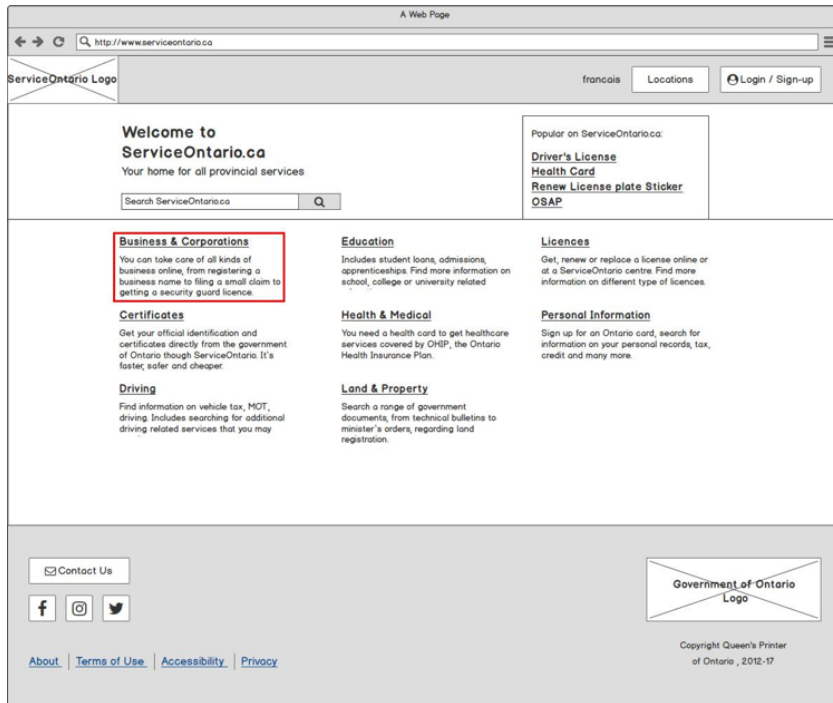 A Web Page
http://www.serviceontario.ca
ServiceOntario Logo
francais
Locations
Login / Sign-up
Welcome to
ServiceOntario.ca
Your home for all provincial services
Search ServiceOntario.ca
Popular on ServiceOntario.ca:
Driver's License
Health Card
Renew License plate Sticker
OSAP
Business & Corporations
You can take care of all kinds of
business online, from registering a
business name to filing a small claim to
getting a security guard licence.
Education
Includes student loans, admissions,
apprenticeships. Find more information on
school, college or university related
Licences
Get, renew or replace a license online or
at a ServiceOntario centre. Find more
information on different type of licences.
Certificates
Get your official identification and
certificates directly from the government
of Ontario though ServiceOntario. It's
faster, safer and cheaper.
Health & Medical
You need a health card to get healthcare
services covered by OHIP, the Ontario
Health Insurance Plan.
Personal Information
Sign up for an Ontario card, search for
information on your personal records, tax,
credit and many more.
Driving
Find information on vehicle tax, MOT,
driving. Includes searching for additional
driving related services that you may
Land & Property
Search a range of government
documents, from technical bulletins to
minister's orders, regarding land
registration.
Contact Us
Government of Ontario
Logo
About
Terms of Use
Accessibility
Privacy
Copyright Queen's Printer
of Ontario , 2012-17